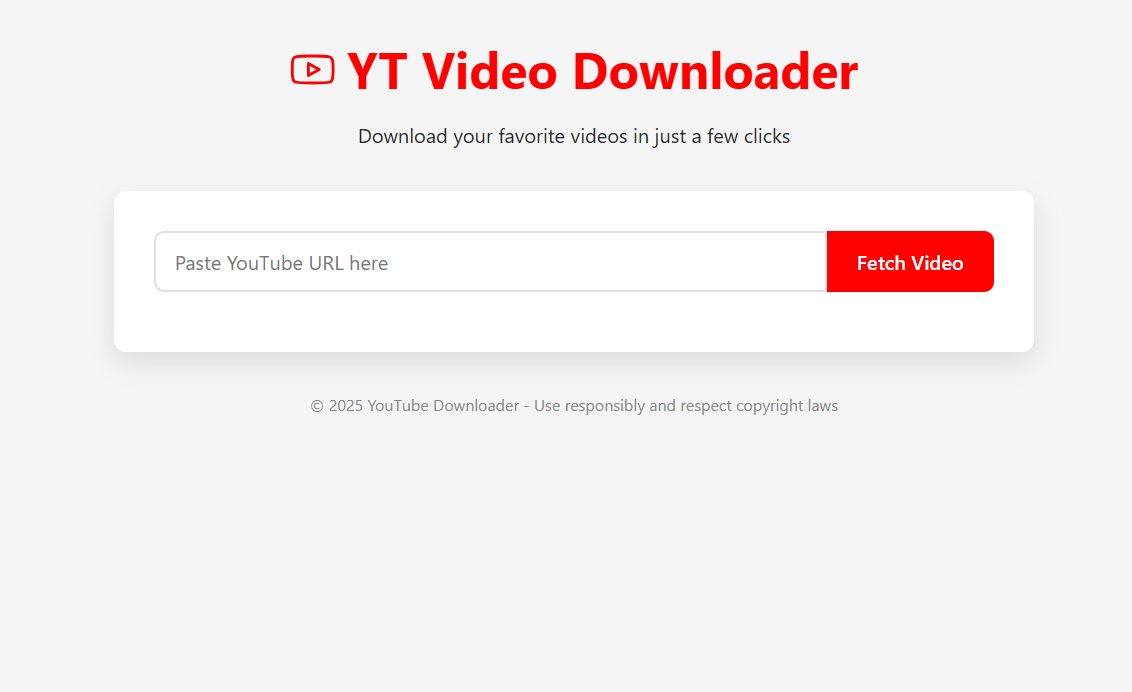 YT Video Downloader
Download your favorite videos in just a few clicks
Paste YouTube URL here
Fetch Video
© 2025 YouTube Downloader - Use responsibly and respect copyright laws